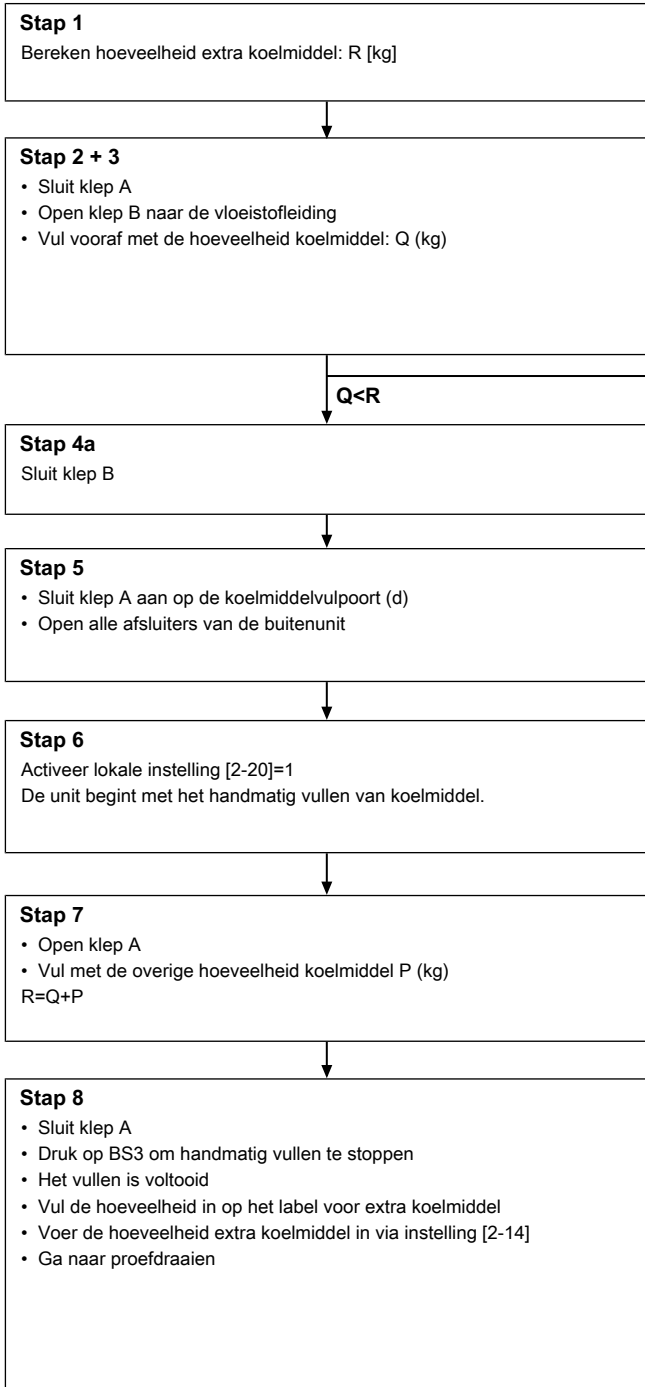 Stap 1
Bereken hoeveelheid extra koelmiddel: R [kg]
Stap 2 + 3
• Sluit klep A
• Open klep B naar de vloeistofleiding
• Vul vooraf met de hoeveelheid koelmiddel: Q (kg)
Q<R
Stap 4a
Sluit klep B
Stap 5
• Sluit klep A aan op de koelmiddelvulpoort (d)
• Open alle afsluiters van de buitenunit
Stap 6
Activeer lokale instelling [2-20]=1
De unit begint met het handmatig vullen van koelmiddel.
Stap 7
• Open klep A
• Vul met de overige hoeveelheid koelmiddel P (kg)
R=Q+P
Stap 8
• Sluit klep A
• Druk op BS3 om handmatig vullen te stoppen
• Het vullen is voltooid
• Vul de hoeveelheid in op het label voor extra koelmiddel
• Voer de hoeveelheid extra koelmiddel in via instelling [2-14]
• Ga naar proefdraaien